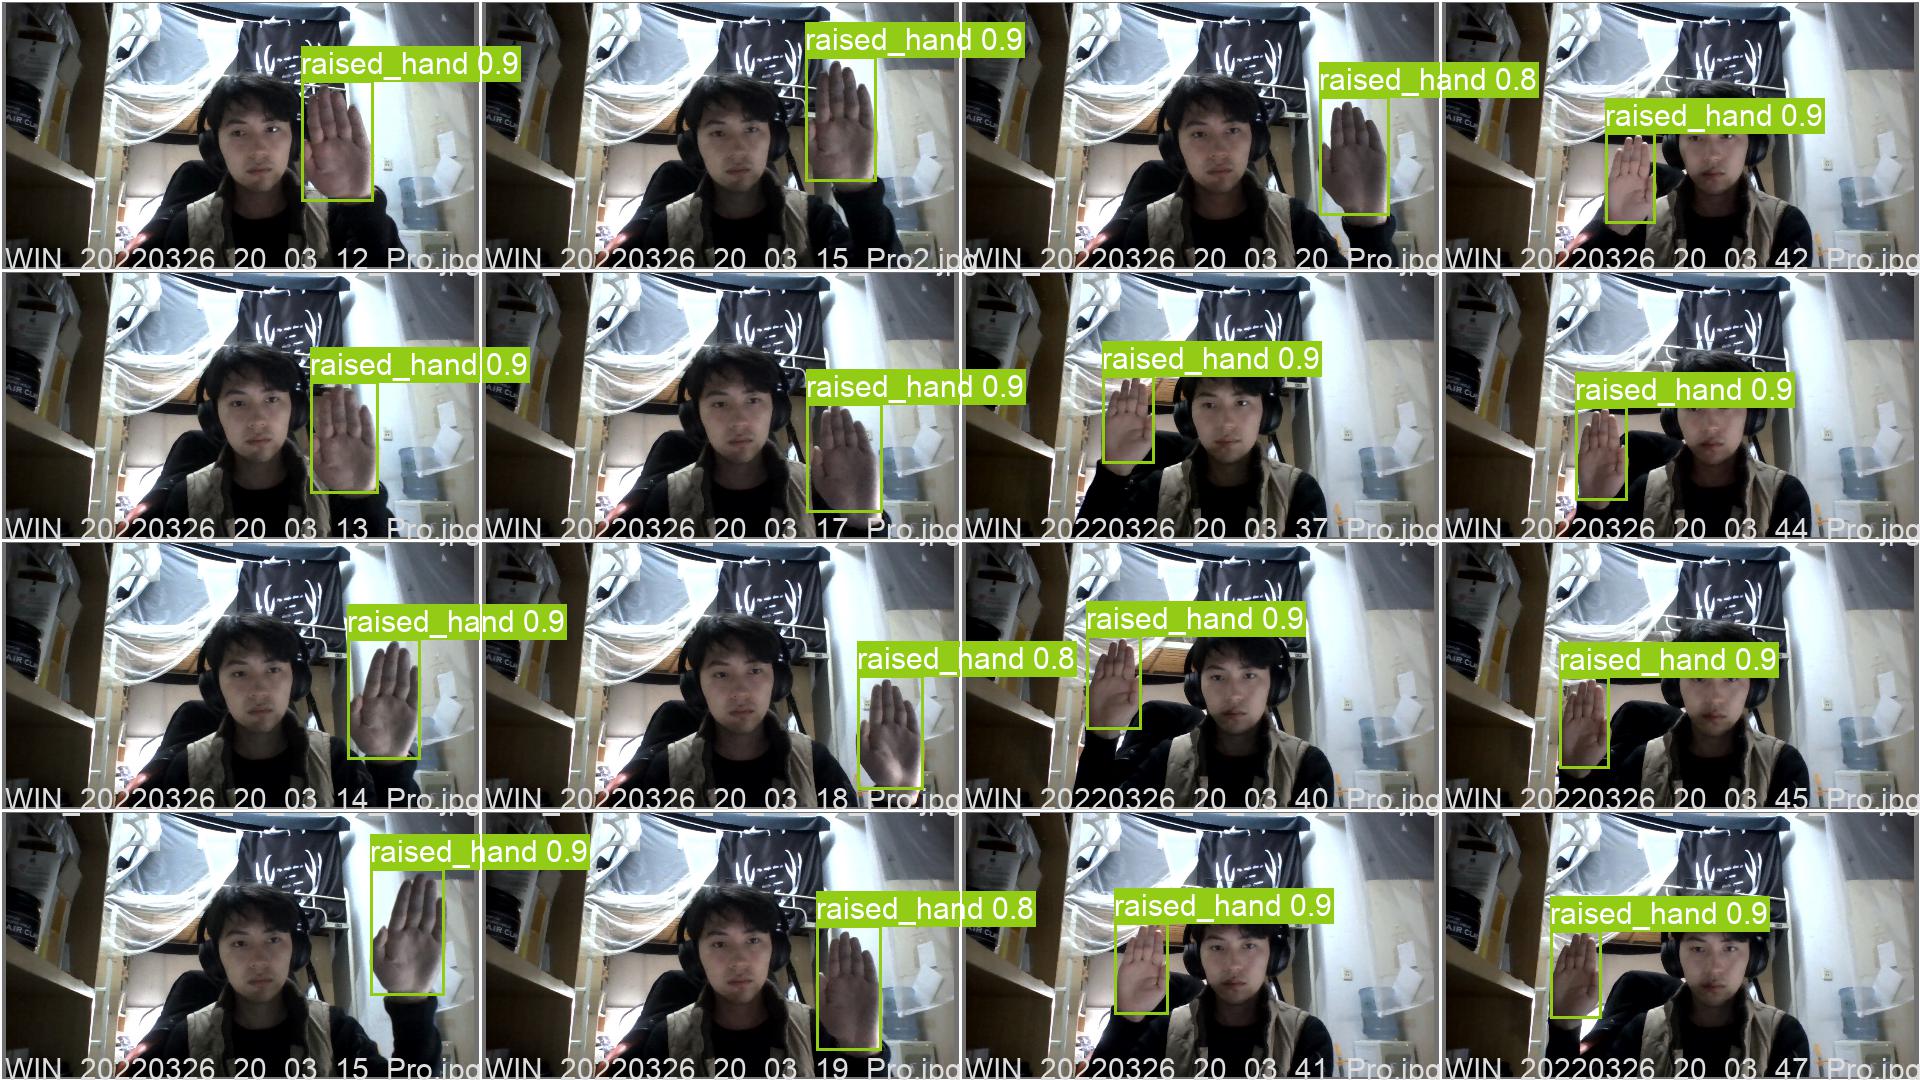 raised_hand 0.9
WIN_20220326_20_03_12_Pro.jpg
raised_hand 0.9
WIN_20220326_20_03_15_Pro2.jpg
raised_hand 0.8
WIN_20220326_20_03_20_Pro.jpg
raised_hand 0.9
WIN_20220326_20_03_42_Pro.jpg
raised_hand 0.9
WIN_20220326_20_03_13_Pro.jpg
raised_hand 0.9
WIN_20220326_20_03_17_Pro.jpg
raised_hand 0.9
WIN_20220326_20_03_37_Pro.jpg
raised_hand 0.9
WIN_20220326_20_03_44_Pro.jpg
raised_hand 0.9
WIN_20220326_20_03_14_Pro.jpg
raised_hand 0.8
WIN_20220326_20_03_18_Pro.jpg
raised_hand 0.9
WIN_20220326_20_03_40_Pro.jpg
raised_hand 0.9
WIN_20220326_20_03_45_Pro.jpg
raised_hand 0.9
WIN_20220326_20_03_15_Pro.jpg
raised_hand 0.8
WIN_20220326_20_03_19_Pro.jpg
raised_hand 0.9
WIN_20220326_20_03_41_Pro.jpg
raised_hand 0.9
WIN_20220326_20_03_47_Pro.jpg